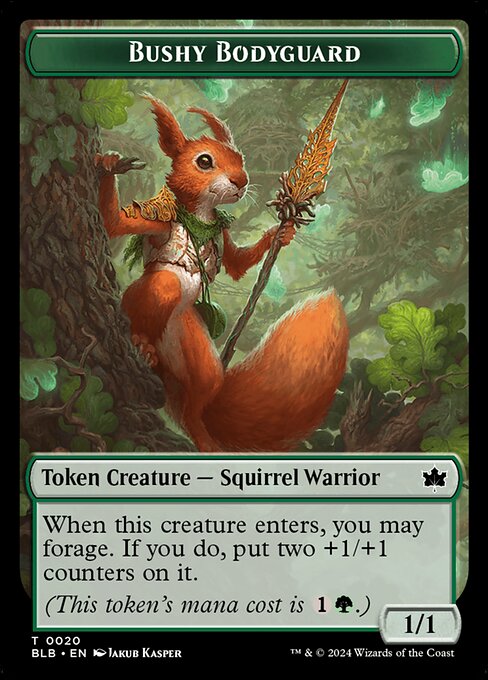 Bushy Bodyguard
Token Creature — Squirrel Warrior
When this creature enters, you may
forage. If you do, put two +1/+1
counters on it.
(This token's mana cost is 1 .)
1/1
T 0020
BLB • EN Jakub Kasper
™ & © 2024 Wizards of the Coast